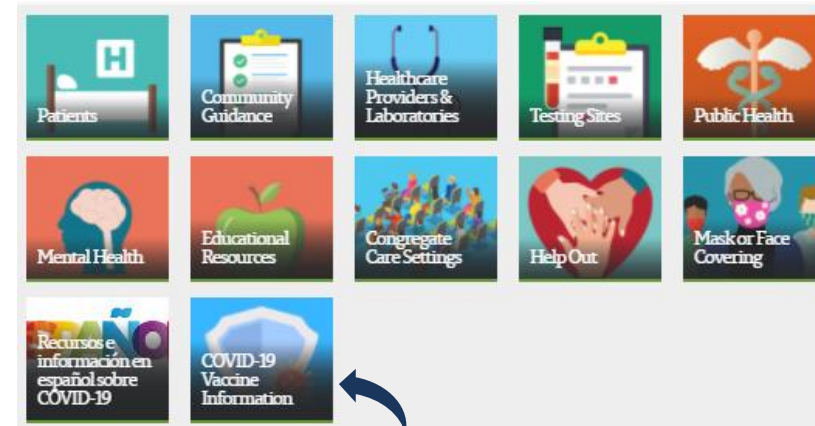 H
Patients
Community
Guidance
Healthcare
Providers &
Laboratories
Testing Sites
Public Health
Mental Health
Educational
Resources
Congregate
Care Settings
Help Out
Mask or Face
Covering
ESPAÑO
Recursos e
información en
español sobre
COVID-19
COVID-19
Vaccine
Information